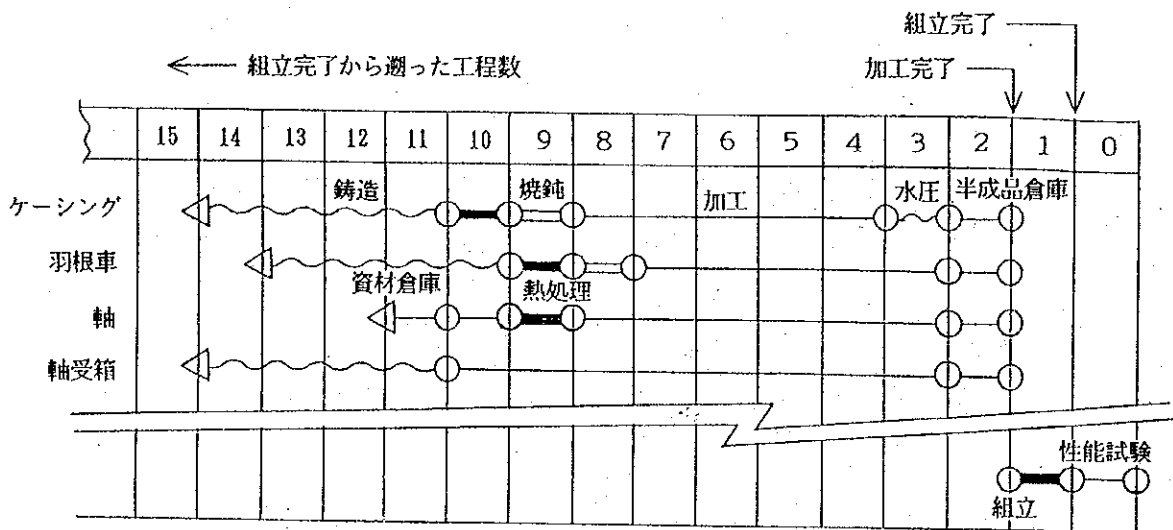 組立完了
← 組立完了から遡った工程数
加工完了
15 14 13 12 11 10 9 8 7 6 5 4 3 2 1 0
ケーシング 鋳造 焼鈍 加工 水圧 半成品倉庫
羽根車
資材倉庫 熱処理
軸
軸受箱
性能試験
組立